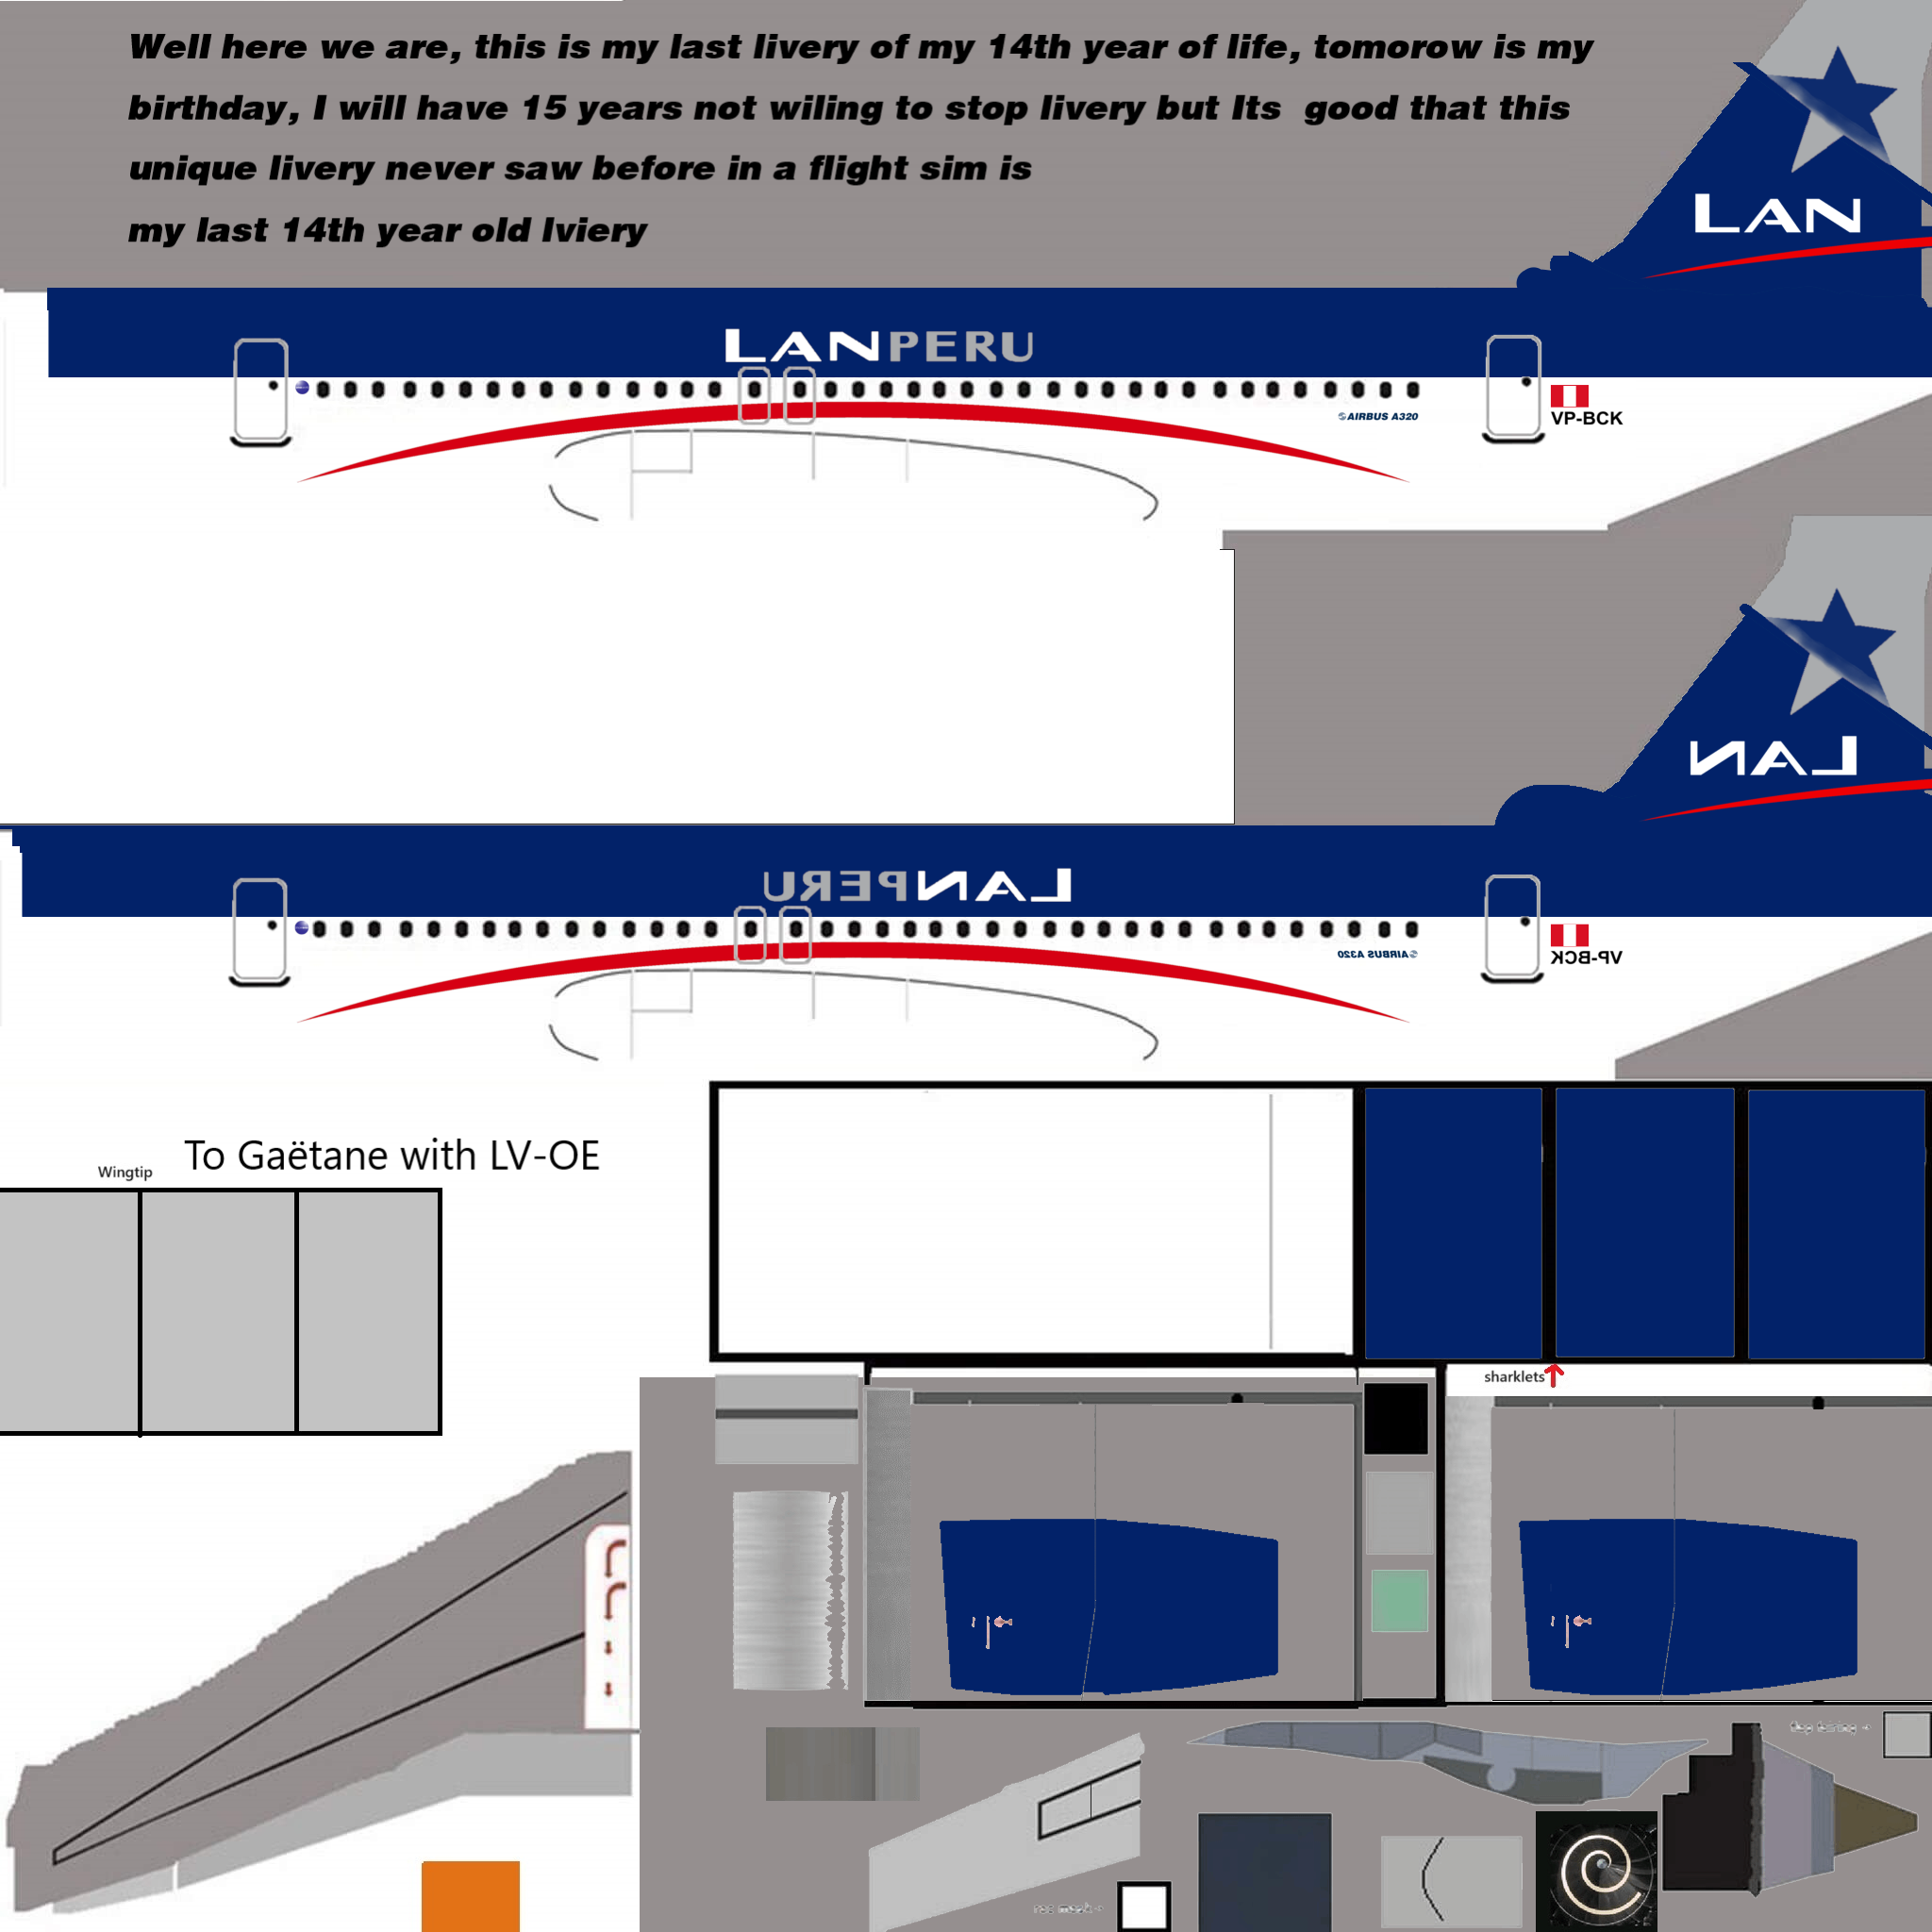 Well here we are, this is my last livery of my 14th year of life, tomorow is my
birthday, I will have 15 years not wiling to stop livery but Its  good that this
unique livery never saw before in a flight sim is
my last 14th year old lviery
LAN
LANPERU
AIRBUS A320
VP-BCK
LAN
LANPERU
AIRBUS A320
VP-BCK
To Gaëtane with LV-OE
Wingtip
sharklets